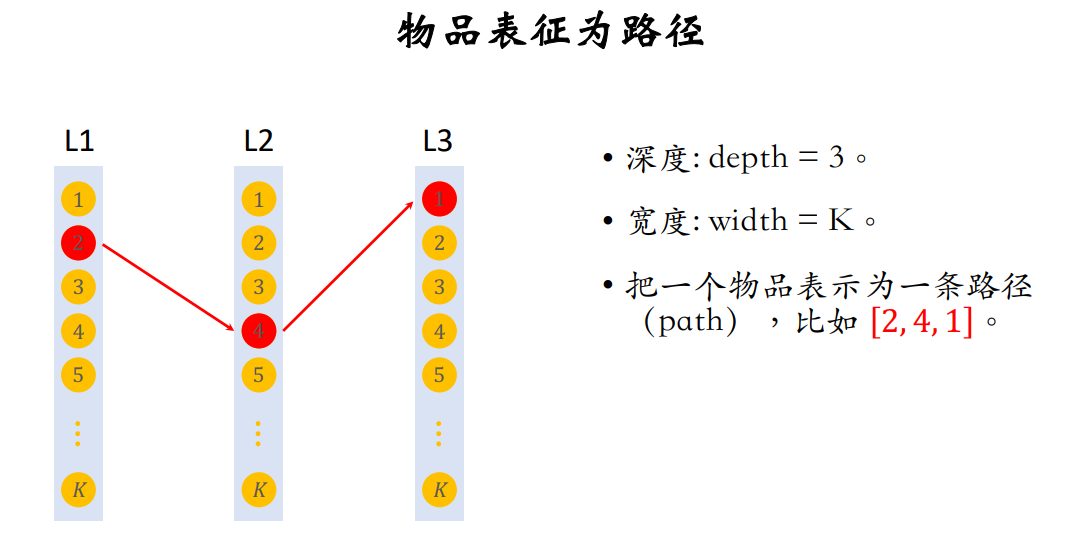 物品表征为路径
L1
L2
L3
1
2
3
4
5
⋮
K
1
2
3
4
5
⋮
K
1
2
3
4
5
⋮
K
• 深度: depth = 3。
• 宽度: width = K。
• 把一个物品表示为一条路径
（path），比如 [2, 4, 1]。